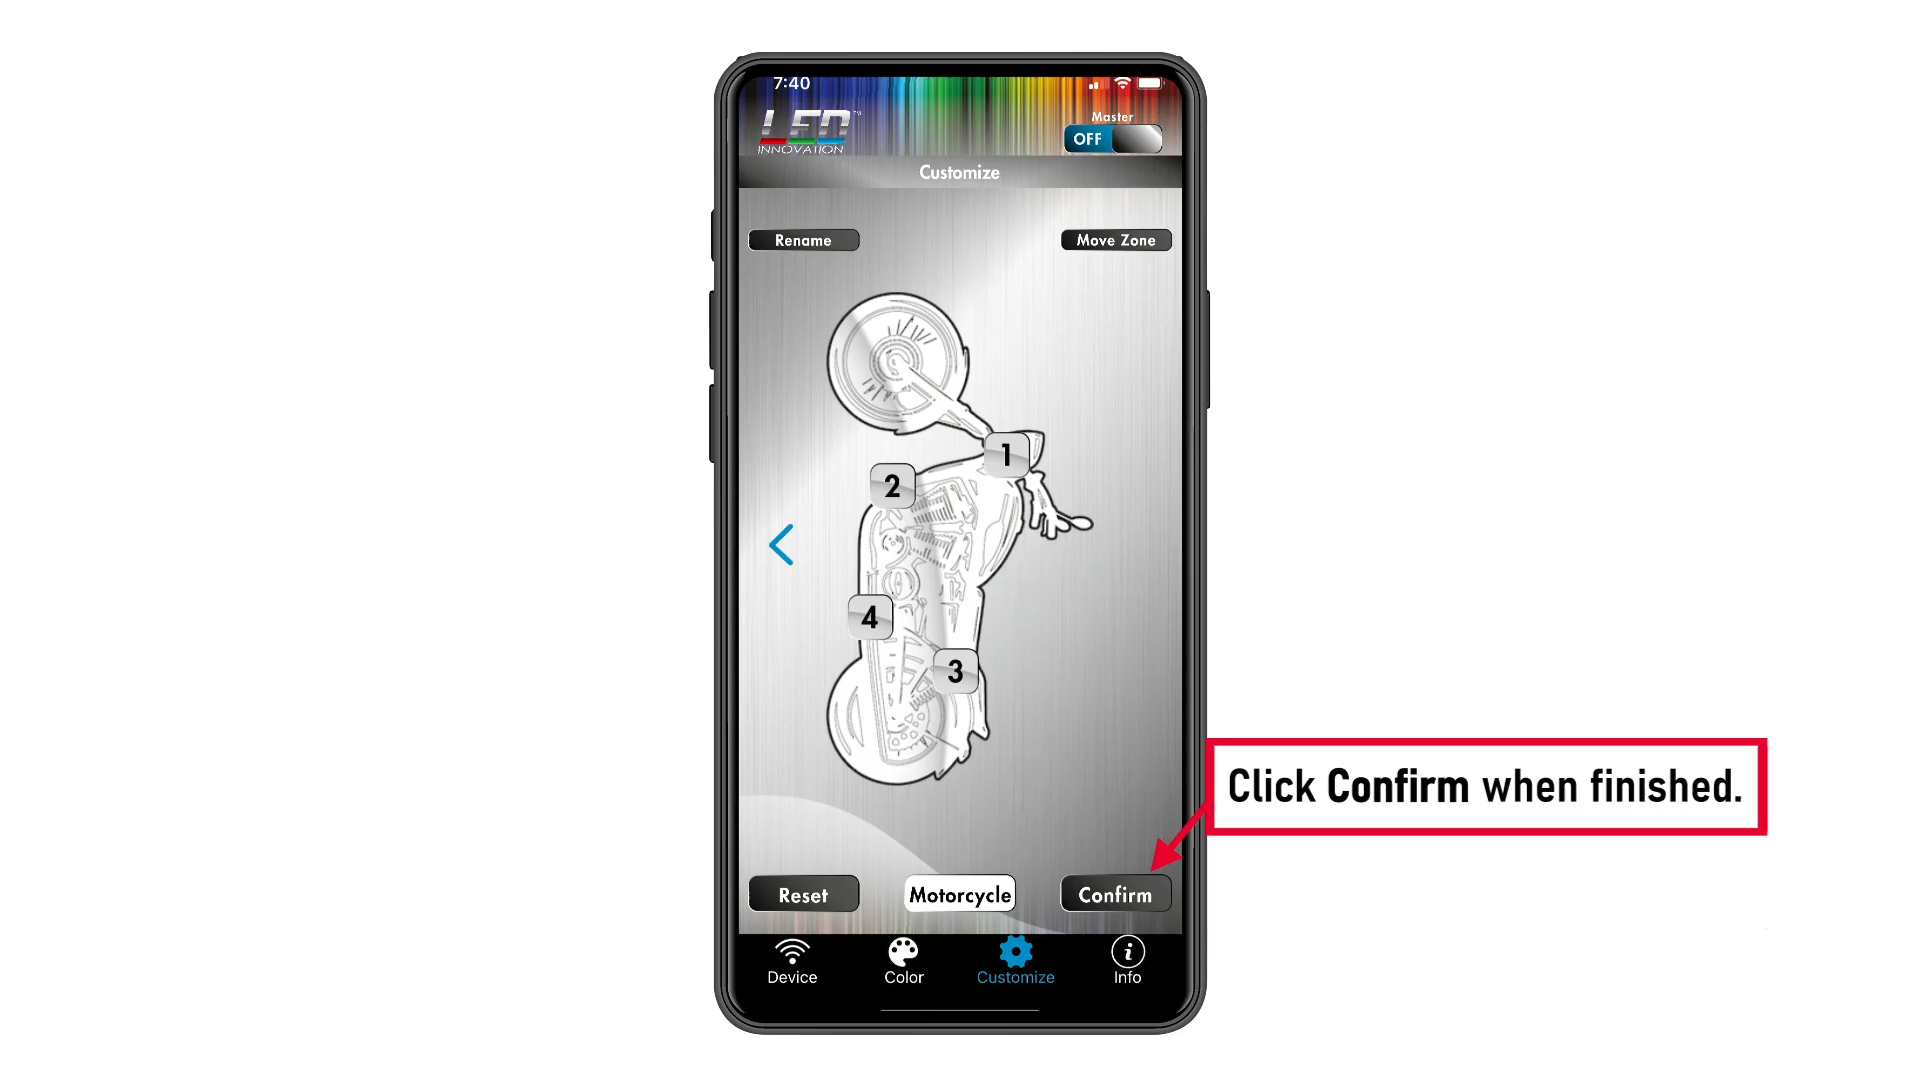 7:40
LED™
INNOVATION
Master
OFF
Customize
Rename
Move Zone
1
2
4
3
Click Confirm when finished.
Reset
Motorcycle
Confirm
Device
Color
Customize
Info